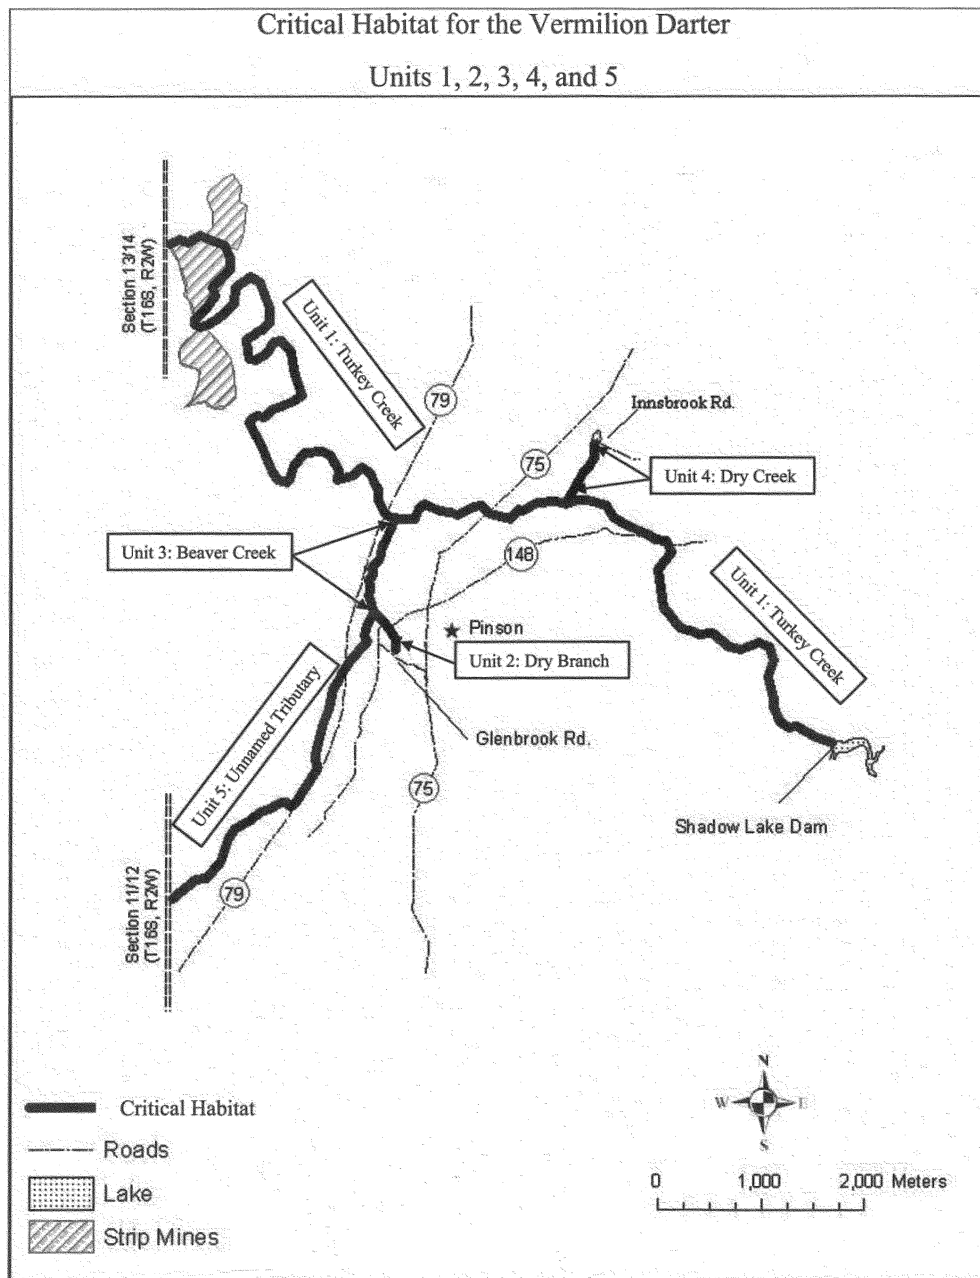 Critical Habitat for the Vermilion Darter
Units 1, 2, 3, 4, and 5
Section 13/14
(T16S, R2W)
Unit 1: Turkey Creek
79
75
Innsbrook Rd.
Unit 4: Dry Creek
Unit 3: Beaver Creek
148
Unit 1: Turkey Creek
Pinson
Unit 2: Dry Branch
Unit 5: Unnamed Tributary
Glenbrook Rd.
75
Shadow Lake Dam
79
Section 11/12
(T16S, R2W)
N
W E
S
Critical Habitat
Roads
Lake
Strip Mines
0 1,000 2,000 Meters